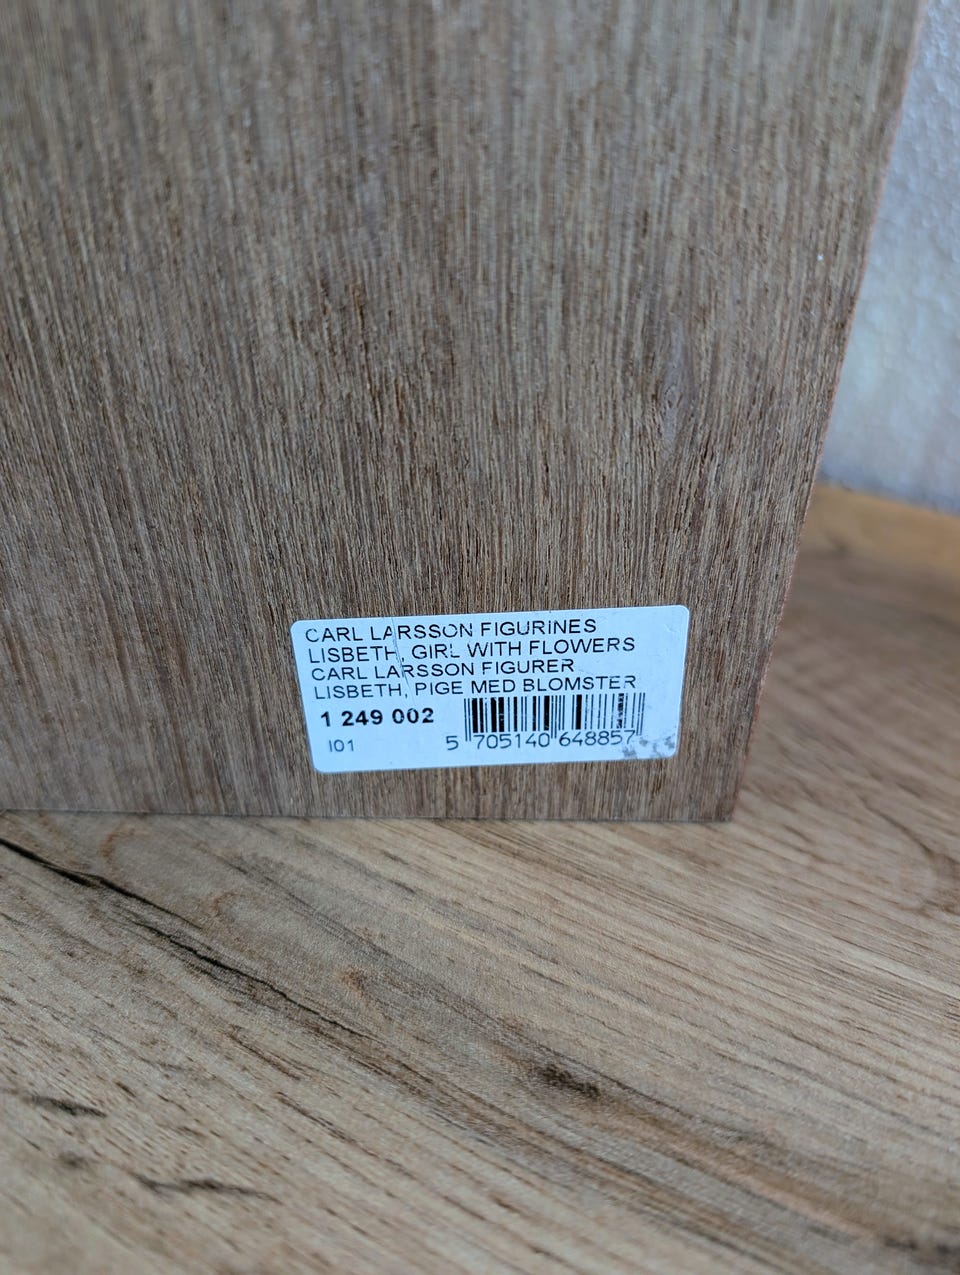 CARL LARSSON FIGURINES
LISBETH, GIRL WITH FLOWERS
CARL LARSSON FIGURER
LISBETH, PIGE MED BLOMSTER
1 249 002
I01
5 705140 648857